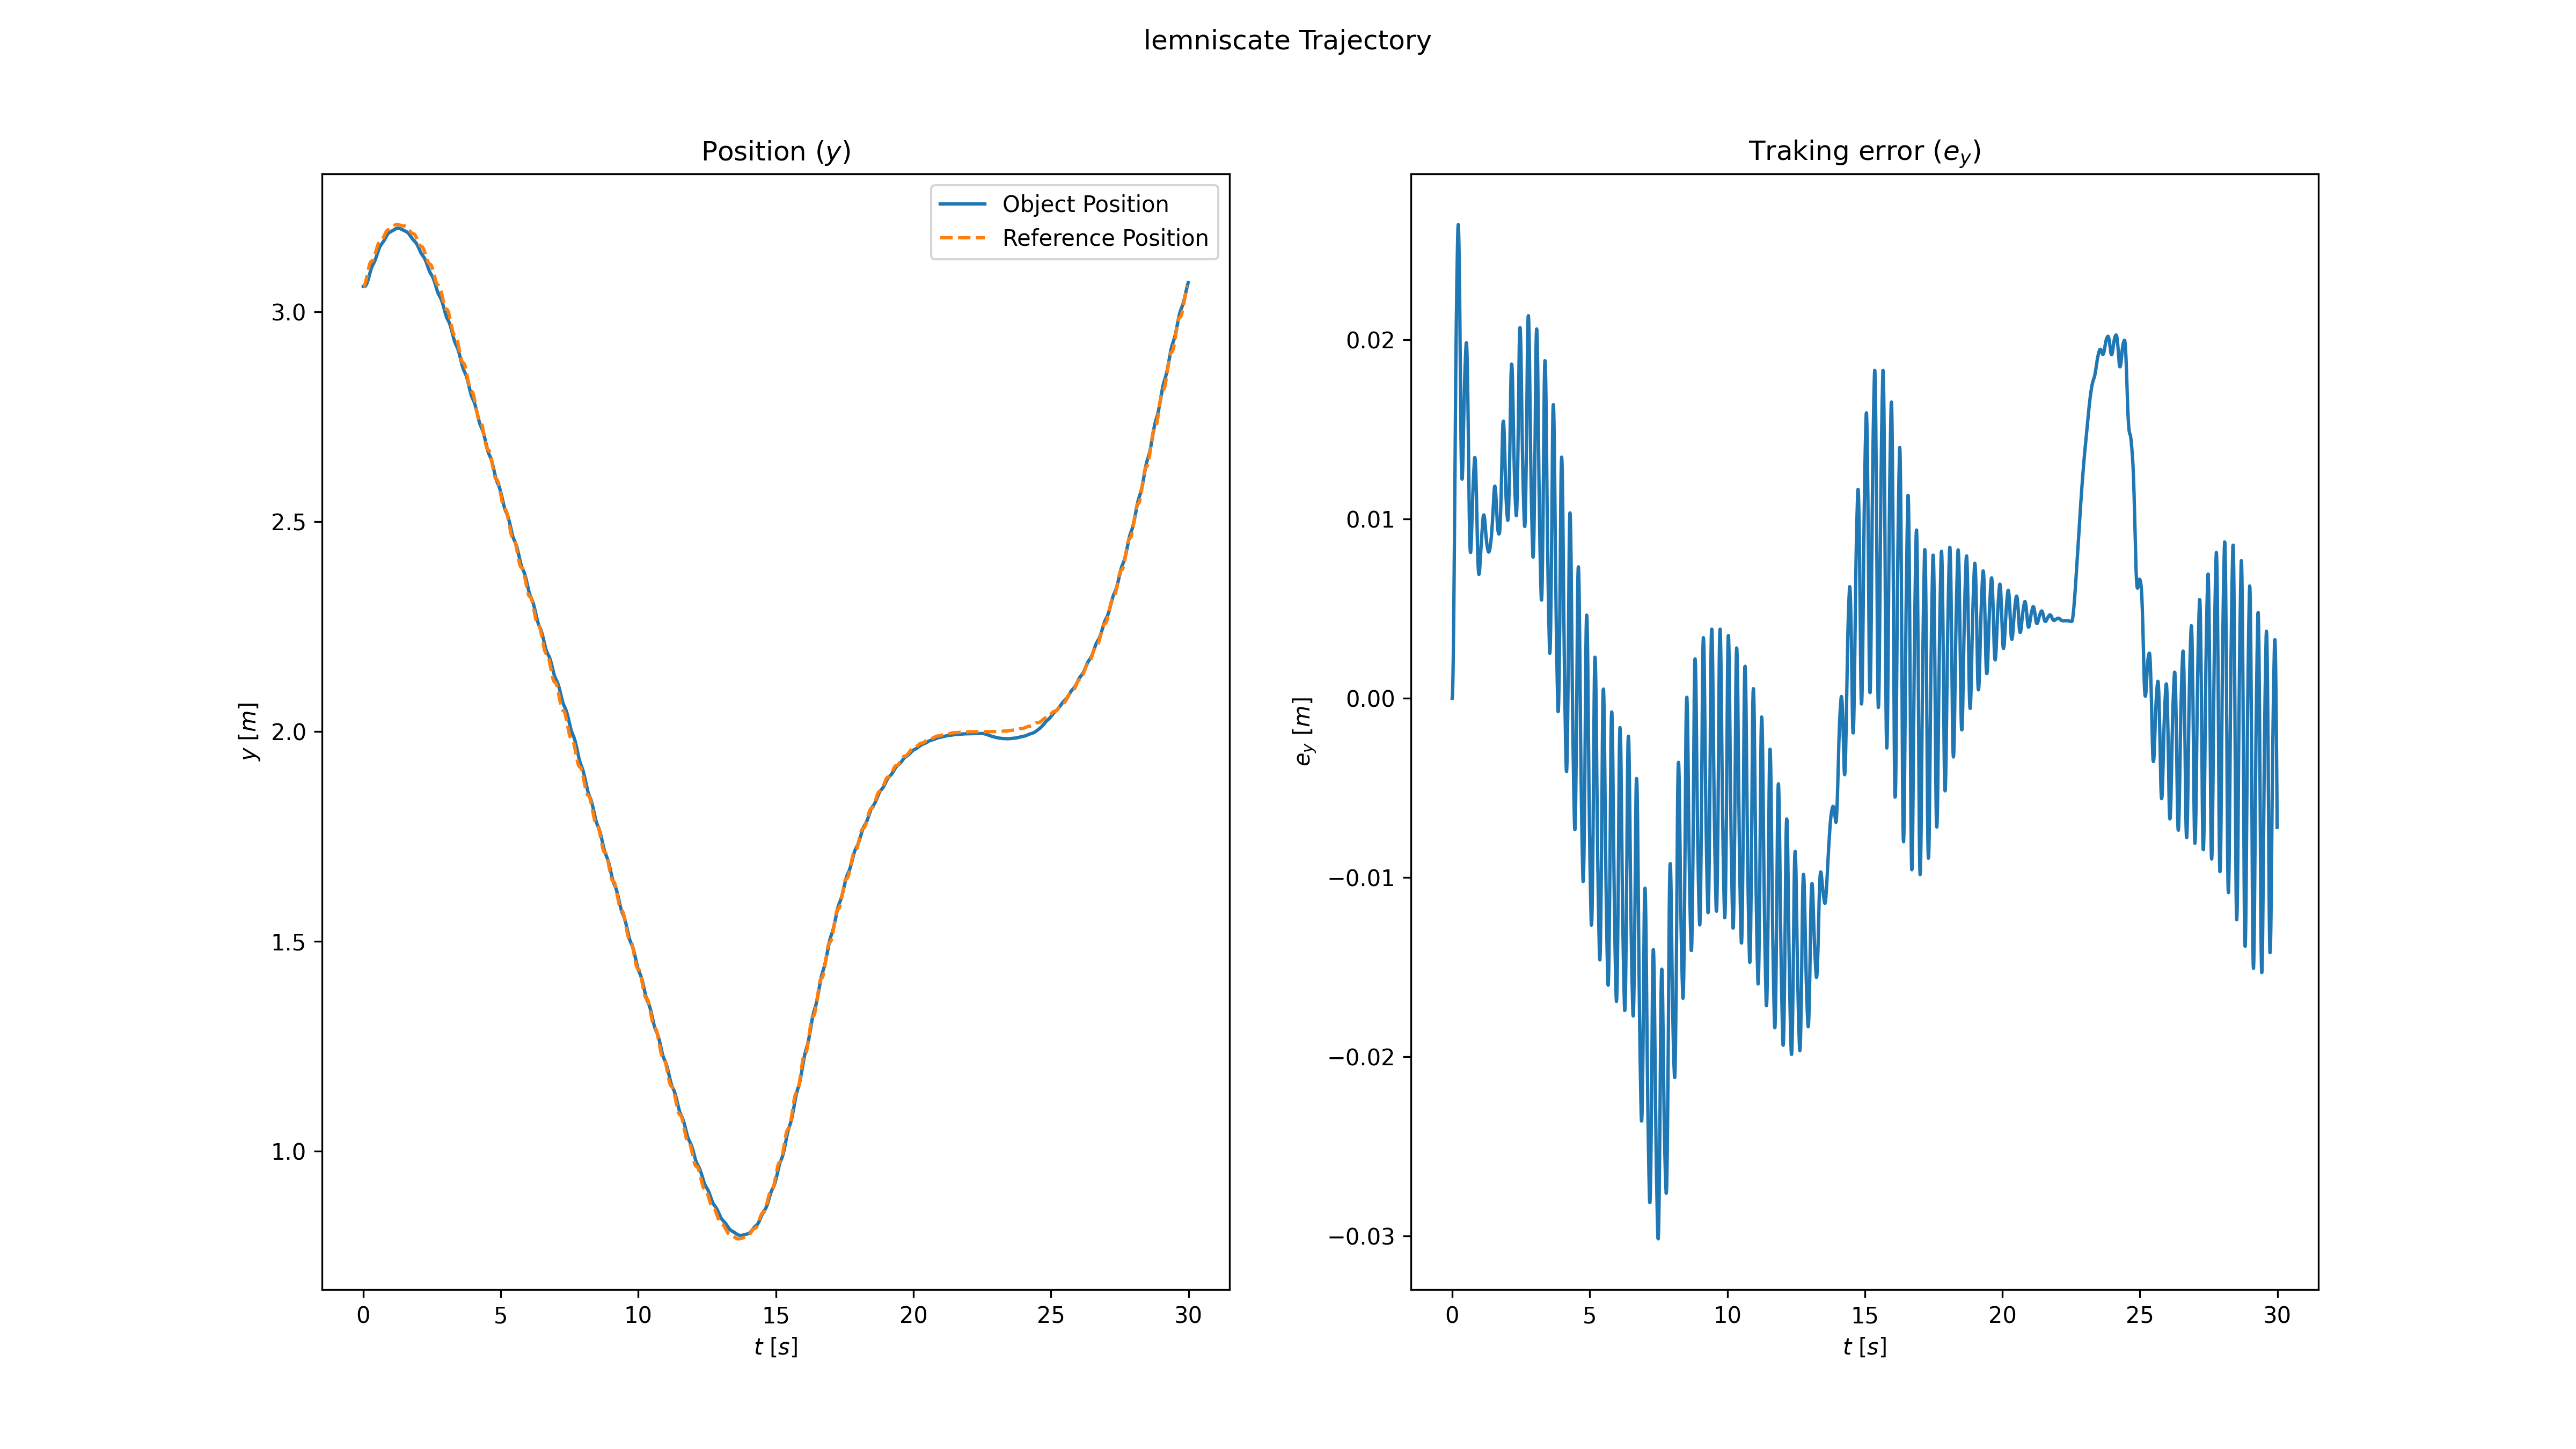 lemniscate Trajectory
Position (y)
Object Position
Reference Position
3.0
2.5
2.0
1.5
1.0
y [m]
0 5 10 15 20 25 30
t [s]
Traking error (e_y)
0.02
0.01
0.00
−0.01
−0.02
−0.03
e_y [m]
0 5 10 15 20 25 30
t [s]